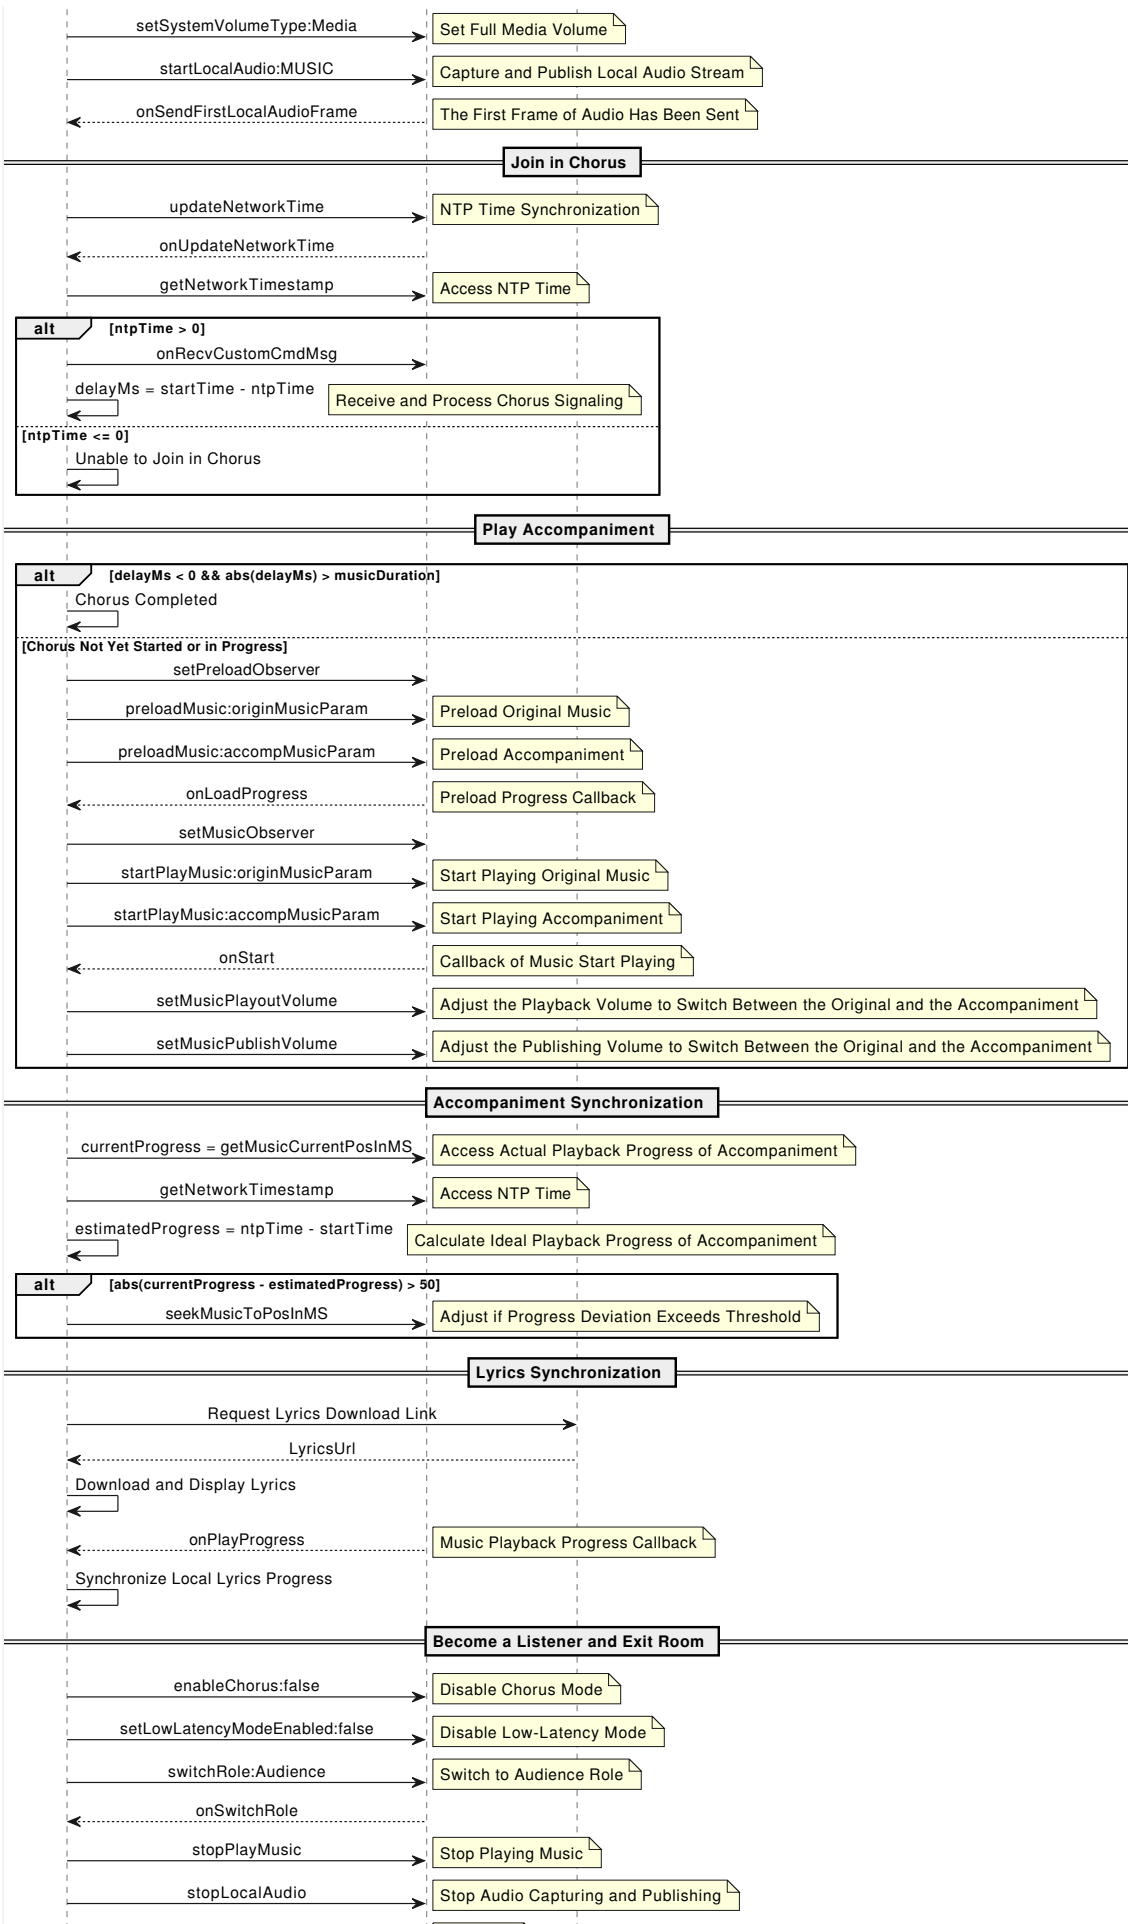 setSystemVolumeType:Media
Set Full Media Volume
startLocalAudio:MUSIC
Capture and Publish Local Audio Stream
onSendFirstLocalAudioFrame
The First Frame of Audio Has Been Sent
Join in Chorus
updateNetworkTime
NTP Time Synchronization
onUpdateNetworkTime
getNetworkTimestamp
Access NTP Time
alt
[ntpTime > 0]
onRecvCustomCmdMsg
delayMs = startTime - ntpTime
Receive and Process Chorus Signaling
[ntpTime <= 0]
Unable to Join in Chorus
Play Accompaniment
alt
[delayMs < 0 && abs(delayMs) > musicDuration]
Chorus Completed
[Chorus Not Yet Started or in Progress]
setPreloadObserver
preloadMusic:originMusicParam
Preload Original Music
preloadMusic:accompMusicParam
Preload Accompaniment
onLoadProgress
Preload Progress Callback
setMusicObserver
startPlayMusic:originMusicParam
Start Playing Original Music
startPlayMusic:accompMusicParam
Start Playing Accompaniment
onStart
Callback of Music Start Playing
setMusicPlayoutVolume
Adjust the Playback Volume to Switch Between the Original and the Accompaniment
setMusicPublishVolume
Adjust the Publishing Volume to Switch Between the Original and the Accompaniment
Accompaniment Synchronization
currentProgress = getMusicCurrentPosInMS
Access Actual Playback Progress of Accompaniment
getNetworkTimestamp
Access NTP Time
estimatedProgress = ntpTime - startTime
Calculate Ideal Playback Progress of Accompaniment
alt
[abs(currentProgress - estimatedProgress) > 50]
seekMusicToPosInMS
Adjust if Progress Deviation Exceeds Threshold
Lyrics Synchronization
Request Lyrics Download Link
LyricsUrl
Download and Display Lyrics
onPlayProgress
Music Playback Progress Callback
Synchronize Local Lyrics Progress
Become a Listener and Exit Room
enableChorus:false
Disable Chorus Mode
setLowLatencyModeEnabled:false
Disable Low-Latency Mode
switchRole:Audience
Switch to Audience Role
onSwitchRole
stopPlayMusic
Stop Playing Music
stopLocalAudio
Stop Audio Capturing and Publishing